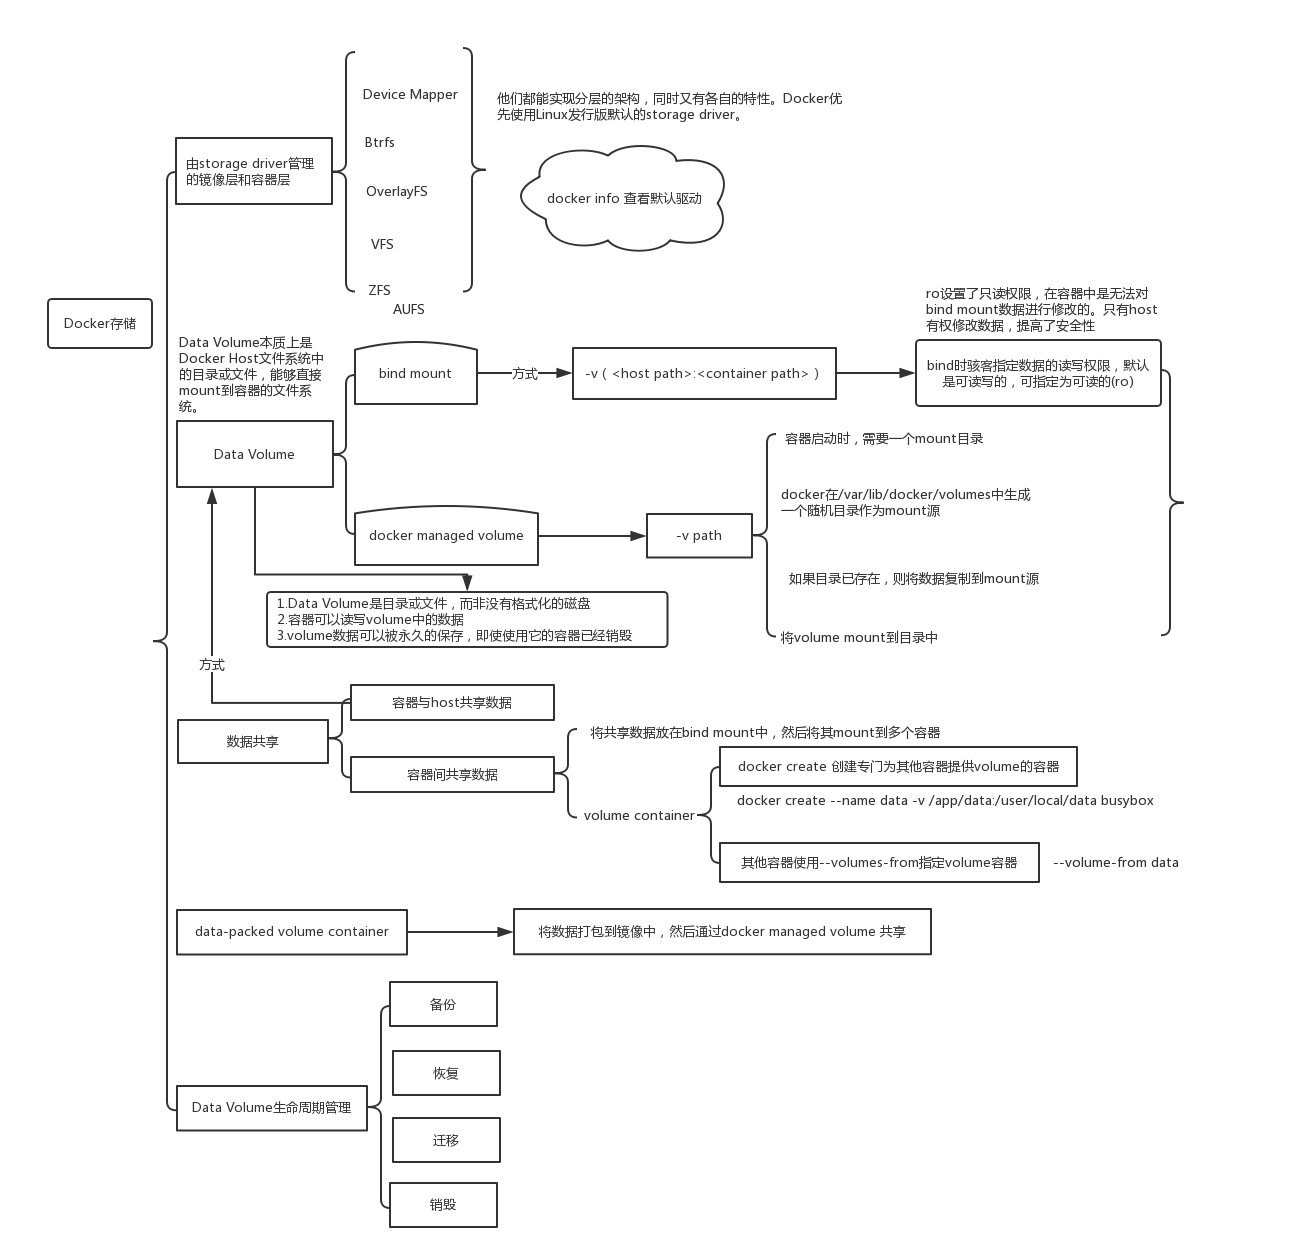 Docker存储
由storage driver管理
的镜像层和容器层
Device Mapper
Btrfs
OverlayFS
VFS
ZFS
AUFS
他们都能实现分层的架构，同时又有各自的特性。Docker优
先使用Linux发行版默认的storage driver。
docker info 查看默认驱动
Data Volume本质上是
Docker Host文件系统中
的目录或文件，能够直接
mount到容器的文件系
统。
Data Volume
bind mount
方式
-v（ <host path>:<container path> ）
ro设置了只读权限，在容器中是无法对
bind mount数据进行修改的。只有host
有权修改数据，提高了安全性
bind时骇客指定数据的读写权限，默认
是可读写的，可指定为可读的(ro)
docker managed volume
-v path
容器启动时，需要一个mount目录
docker在/var/lib/docker/volumes中生成
一个随机目录作为mount源
如果目录已存在，则将数据复制到mount源
将volume mount到目录中
1.Data Volume是目录或文件，而非没有格式化的磁盘
2.容器可以读写volume中的数据
3.volume数据可以被永久的保存，即使使用它的容器已经销毁
方式
数据共享
容器与host共享数据
容器间共享数据
将共享数据放在bind mount中，然后将其mount到多个容器
volume container
docker create 创建专门为其他容器提供volume的容器
docker create --name data -v /app/data:/user/local/data busybox
其他容器使用--volumes-from指定volume容器
--volume-from data
data-packed volume container
将数据打包到镜像中，然后通过docker managed volume 共享
Data Volume生命周期管理
备份
恢复
迁移
销毁